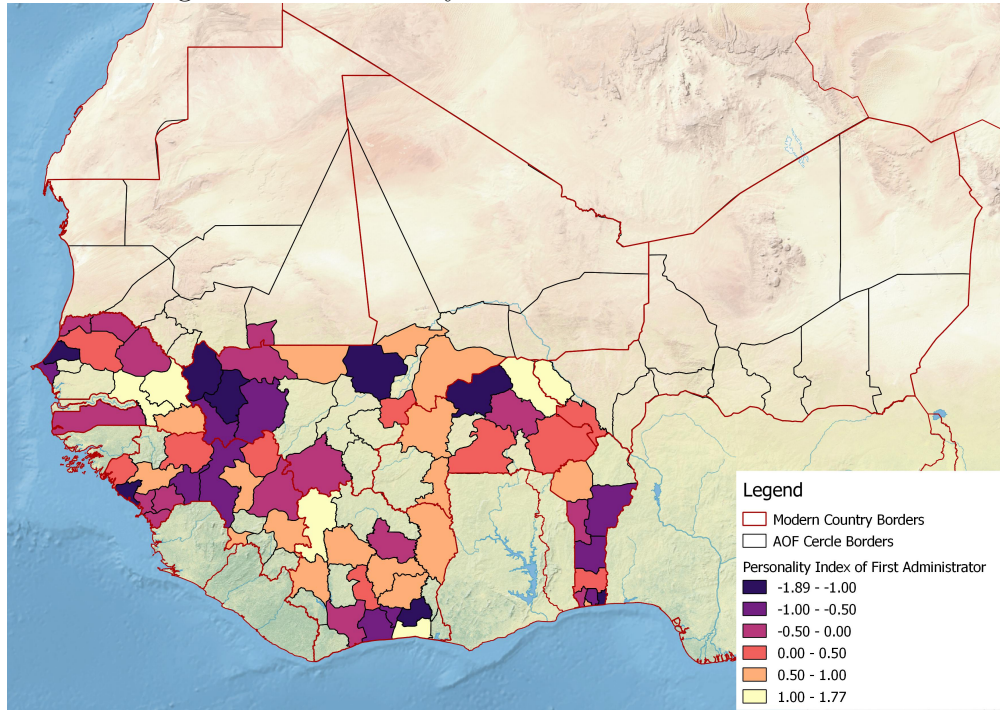 Legend
Modern Country Borders
AOF Cercle Borders
Personality Index of First Administrator
-1.89 - -1.00
-1.00 - -0.50
-0.50 - 0.00
0.00 - 0.50
0.50 - 1.00
1.00 - 1.77